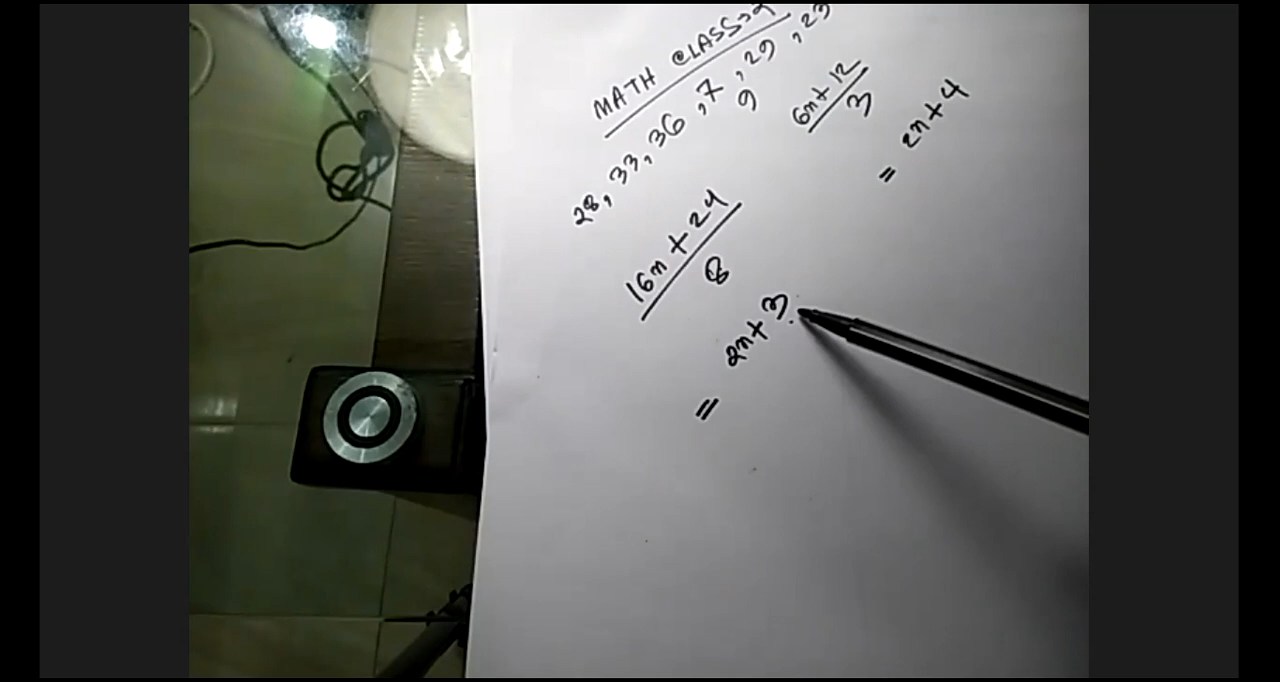 MATH CLASS
28, 33, 36, 7, 29, 23
9
6n+12
3
= 2n+4
16n + 24
8
= 2n+3